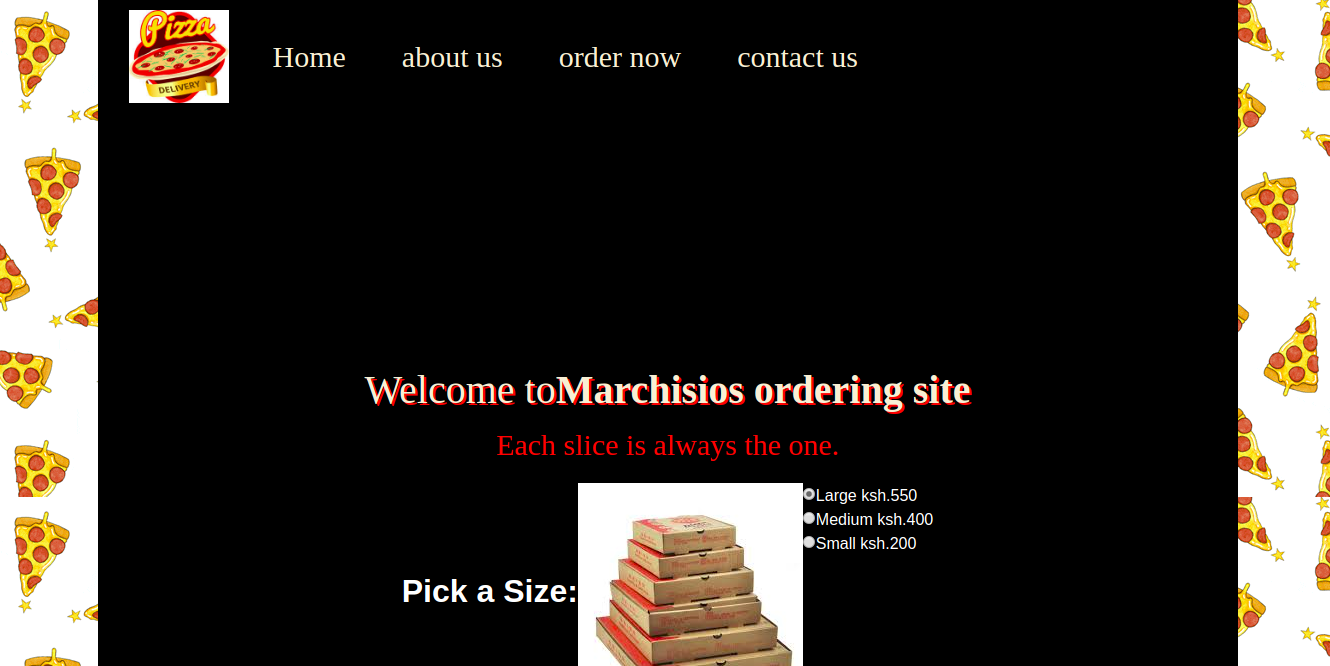 Pizza
DELIVERY
Home about us order now contact us
Welcome toMarchisios ordering site
Each slice is always the one.
Large ksh.550
Medium ksh.400
Small ksh.200
Pick a Size: